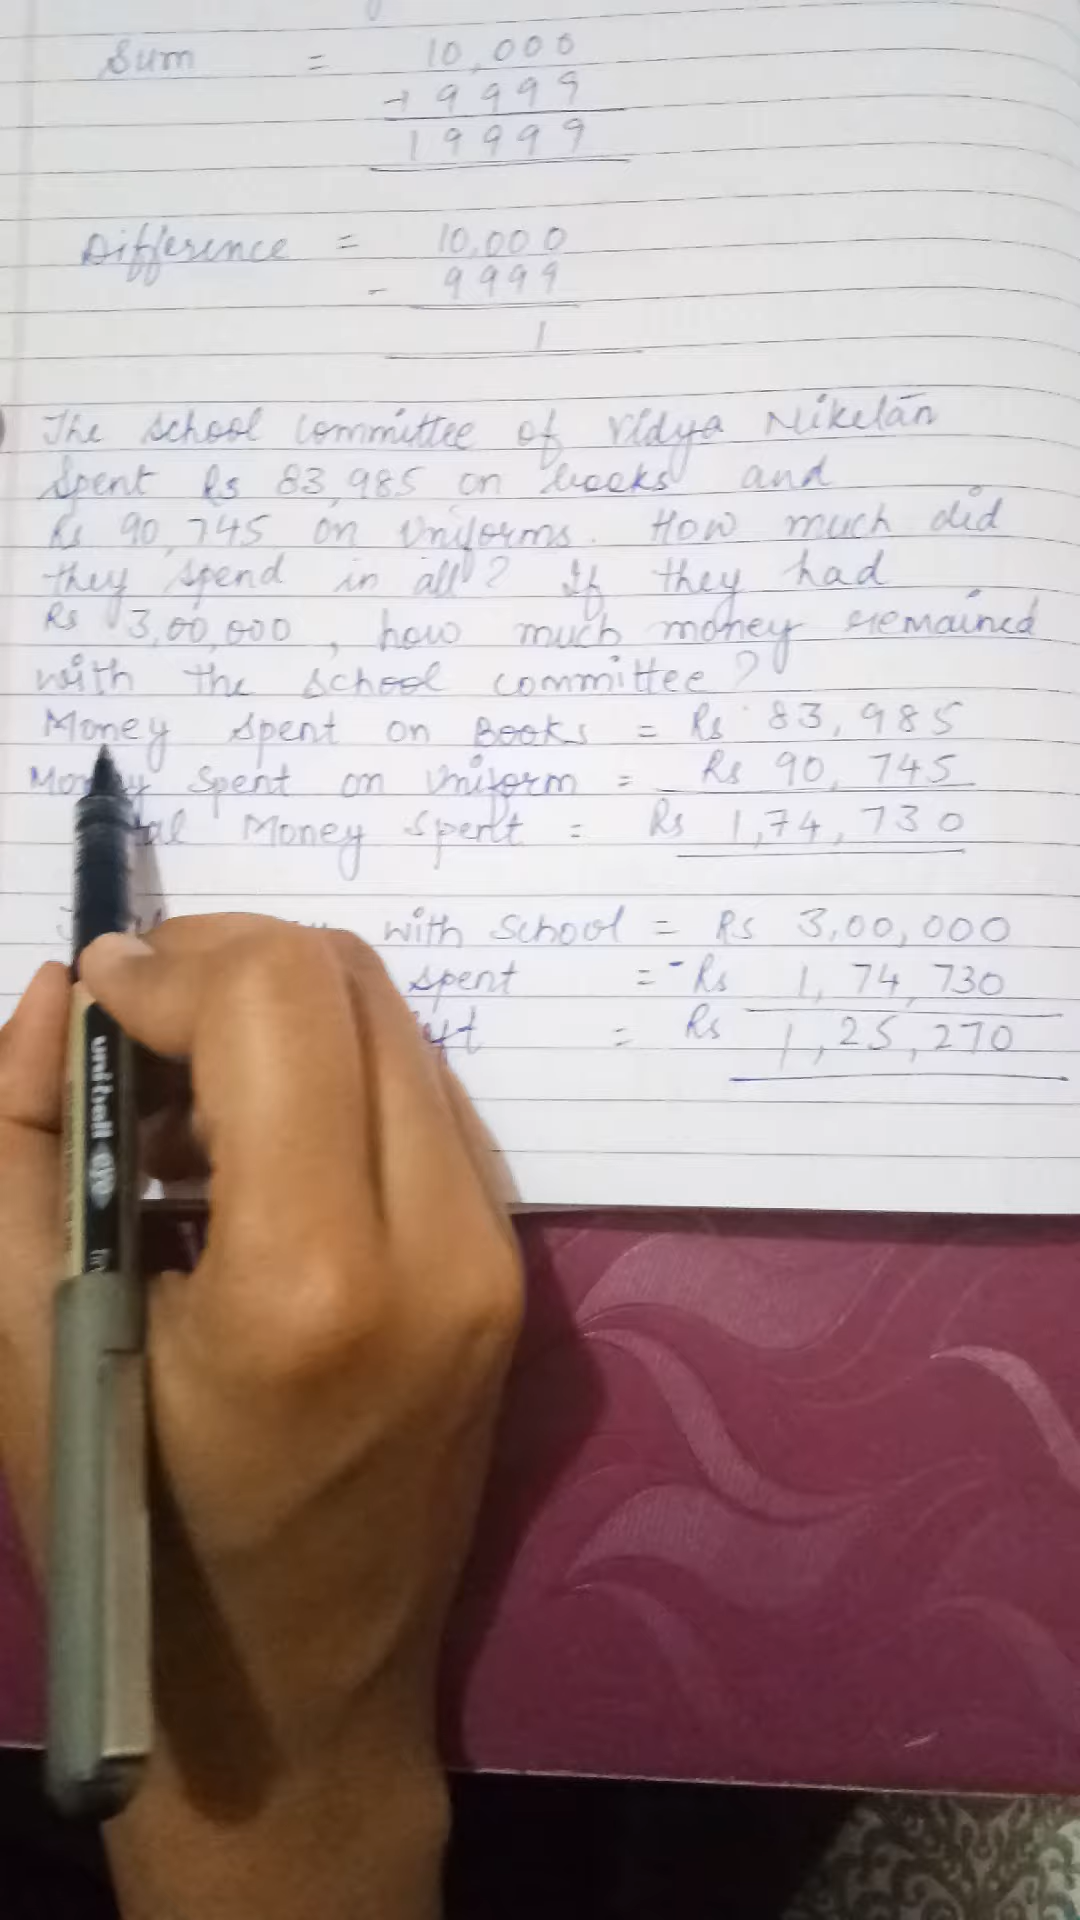 Sum = 10,000
+ 9999
19999
Difference = 10,000
- 9999
1
The school committee of Vidya Niketan
spent Rs 83,985 on books and
Rs 90,745 on Uniforms. How much did
they spend in all? If they had
Rs 3,00,000, how much money remained
with the school committee?
Money spent on Books = Rs 83,985
Money spent on Uniform = Rs 90,745
Money spent = Rs 1,74,730
with School = Rs 3,00,000
spent = - Rs 1,74,730
= Rs 1,25,270
uniball eye